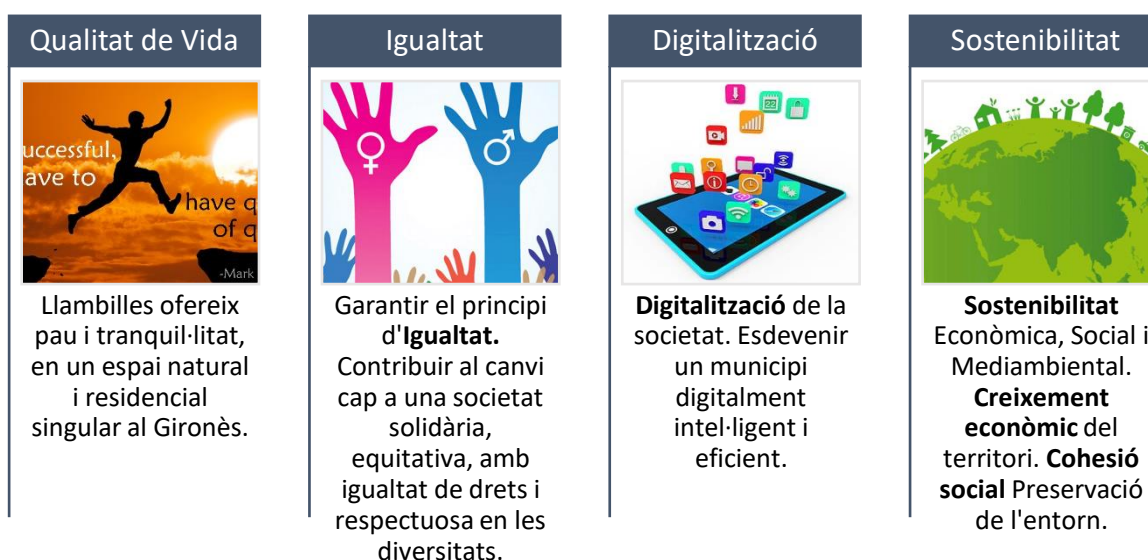 Qualitat de Vida
uccessful,
ave to
have q
of q
-Mark
Llambilles ofereix
pau i tranquil·litat,
en un espai natural
i residencial
singular al Gironès.
Igualtat
Garantir el principi
d'Igualtat.
Contribuir al canvi
cap a una societat
solidària,
equitativa, amb
igualtat de drets i
respectuosa en les
diversitats.
Digitalització
22
Digitalització de la
societat. Esdevenir
un municipi
digitalment
intel·ligent i
eficient.
Sostenibilitat
Sostenibilitat
Econòmica, Social i
Mediambiental.
Creixement
econòmic del
territori. Cohesió
social Preservació
de l'entorn.